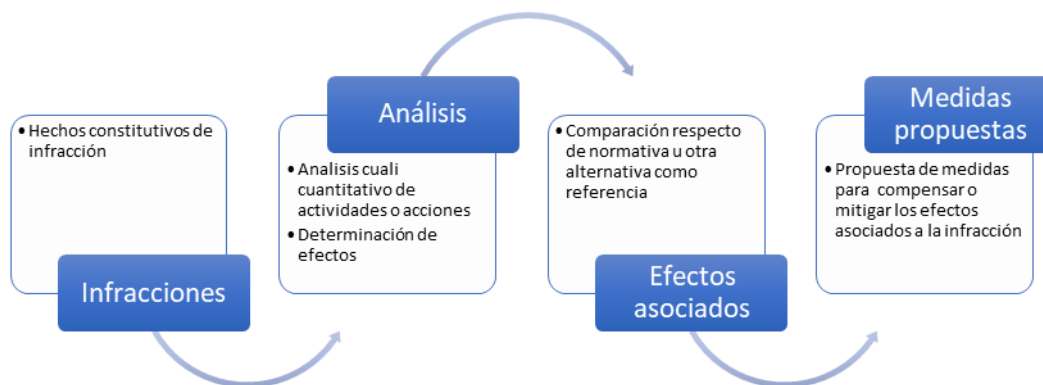 • Hechos constitutivos de
infracción
Infracciones
Análisis
• Analisis cuali
cuantitativo de
actividades o acciones
• Determinación de
efectos
• Comparación respecto
de normativa u otra
alternativa como
referencia
Efectos
asociados
Medidas
propuestas
• Propuesta de medidas
para compensar o
mitigar los efectos
asociados a la infracción